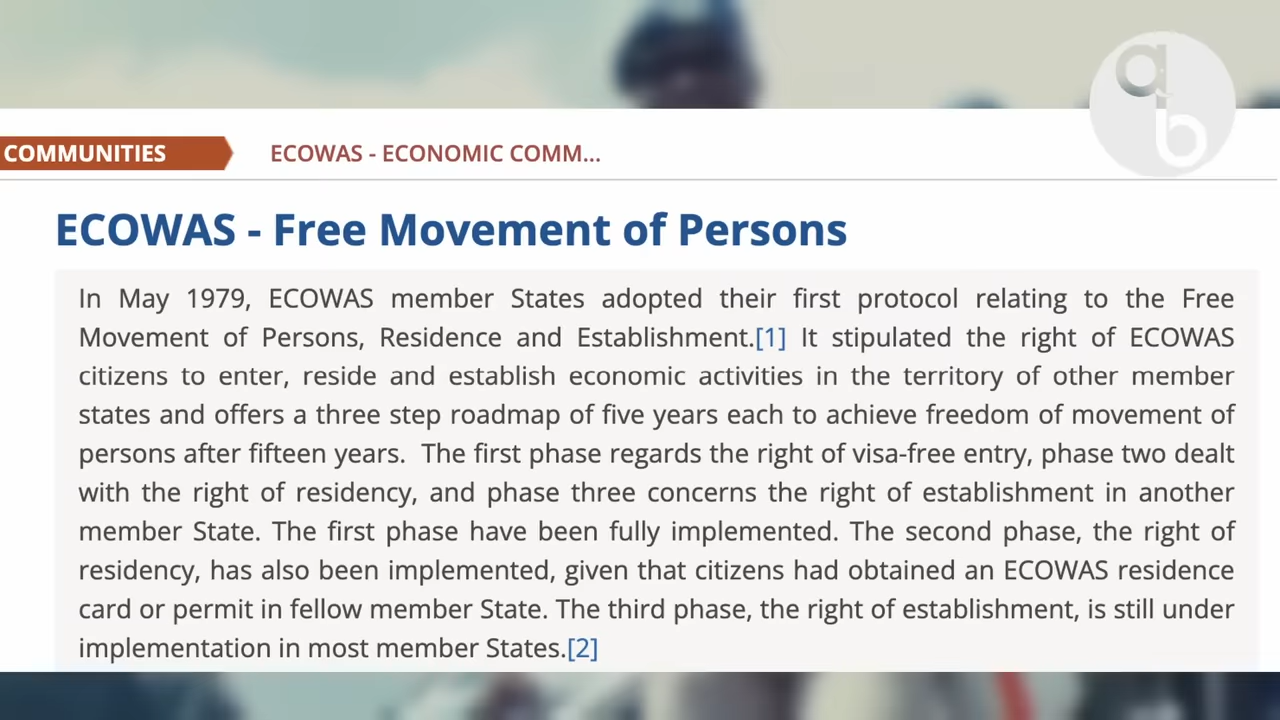 a
b
COMMUNITIES
ECOWAS - ECONOMIC COMM...
ECOWAS - Free Movement of Persons
In May 1979, ECOWAS member States adopted their first protocol relating to the Free
Movement of Persons, Residence and Establishment.[1] It stipulated the right of ECOWAS
citizens to enter, reside and establish economic activities in the territory of other member
states and offers a three step roadmap of five years each to achieve freedom of movement of
persons after fifteen years.  The first phase regards the right of visa-free entry, phase two dealt
with the right of residency, and phase three concerns the right of establishment in another
member State. The first phase have been fully implemented. The second phase, the right of
residency, has also been implemented, given that citizens had obtained an ECOWAS residence
card or permit in fellow member State. The third phase, the right of establishment, is still under
implementation in most member States.[2]